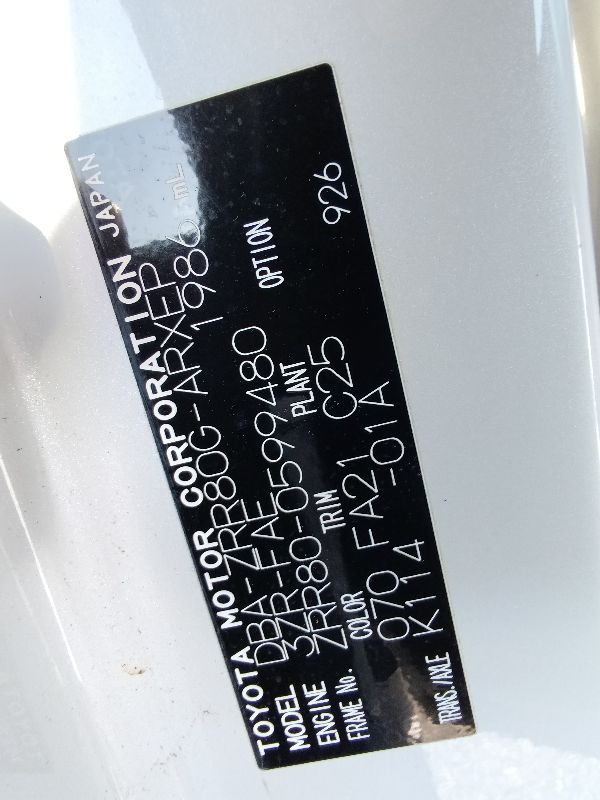 TOYOTA MOTOR CORPORATION JAPAN
MODEL DBA-ZRR80G-ARXEP
ENGINE 3ZR-FAE 1986 mL
FRAME No. ZRR80-0599480
COLOR TRIM PLANT OPTION
070 FA21 C25 926
TRANS./AXLE K114 -01A